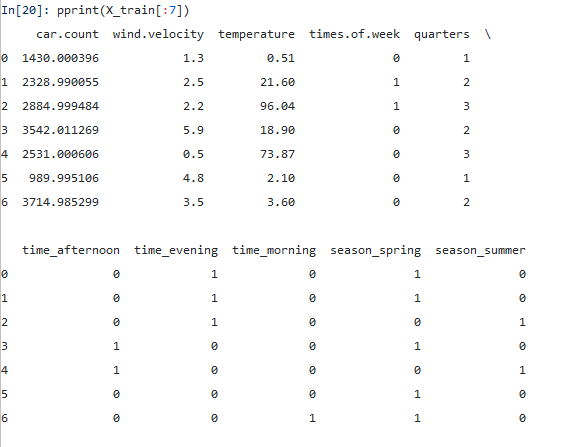 In[20]: pprint(X_train[:7])
car.count wind.velocity temperature times.of.week quarters \
0 1430.000396 1.3 0.51 0 1
1 2328.990055 2.5 21.60 1 2
2 2884.999484 2.2 96.04 1 3
3 3542.011269 5.9 18.90 0 2
4 2531.000606 0.5 73.87 0 3
5 989.995106 4.8 2.10 0 1
6 3714.985299 3.5 3.60 0 2
time_afternoon time_evening time_morning season_spring season_summer
0 0 1 0 1 0
1 0 1 0 1 0
2 0 1 0 0 1
3 1 0 0 1 0
4 1 0 0 0 1
5 0 0 0 1 0
6 0 0 1 1 0